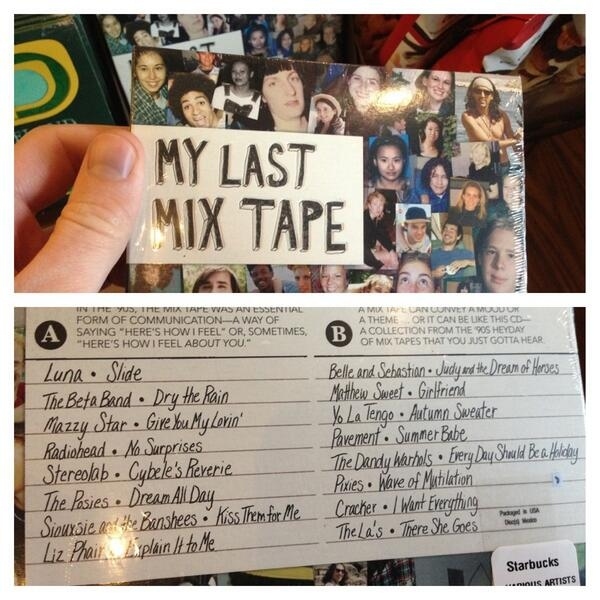 MY LAST
MIX TAPE
IN THE '90S, THE MIX TAPE WAS AN ESSENTIAL
FORM OF COMMUNICATION—A WAY OF
SAYING "HERE'S HOW I FEEL" OR, SOMETIMES,
"HERE'S HOW I FEEL ABOUT YOU."
A
Luna • Slide
The Beta Band • Dry the Rain
Mazzy Star • Give You My Lovin'
Radiohead • No Surprises
Stereolab • Cybele's Reverie
The Posies • Dream All Day
Siouxsie and the Banshees • Kiss Them for Me
Liz Phair • Explain It to Me
A MIX TAPE CAN CONVEY A MOOD OR
A THEME OR IT CAN BE LIKE THIS CD—
A COLLECTION FROM THE '90S HEYDAY
OF MIX TAPES THAT YOU JUST GOTTA HEAR.
B
Belle and Sebastian • Judy and the Dream of Horses
Matthew Sweet • Girlfriend
Yo La Tengo • Autumn Sweater
Pavement • Summer Babe
The Dandy Warhols • Every Day Should Be a Holiday
Pixies • Wave of Mutilation
Cracker • I Want Everything
The La's • There She Goes
Packaged in USA
Disc(s) Mexico
Starbucks
VARIOUS ARTISTS